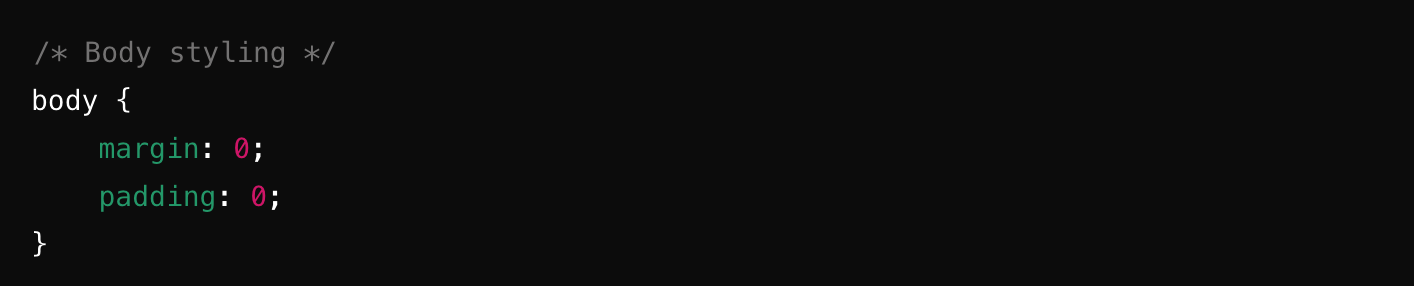 /* Body styling */
body {
    margin: 0;
    padding: 0;
}